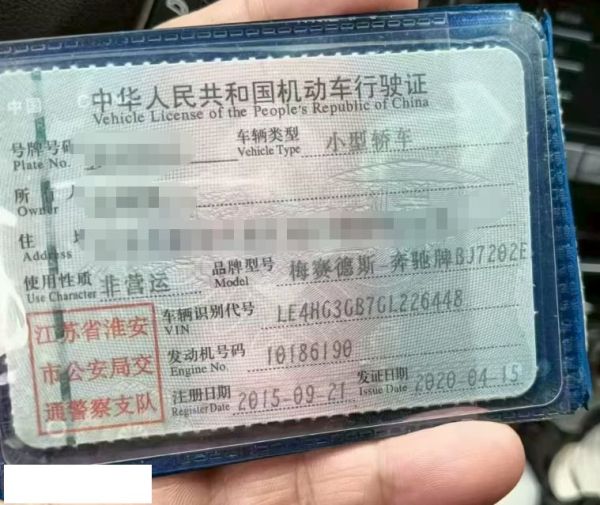 中国
中华人民共和国机动车行驶证
Vehicle License of the People's Republic of China
号牌号码 车辆类型 小型轿车
Plate No. Vehicle Type
所 有 人
Owner
住 址
Address
使用性质 非营运 品牌型号 梅赛德斯-奔驰牌BJ7202E
Use Character Model
江苏省淮安
市公安局交
通警察支队
车辆识别代号 LE4HG3GB7GL226448
VIN
发动机号码 10186190
Engine No.
注册日期 2015-09-21 发证日期 2020-04-15
Register Date Issue Date